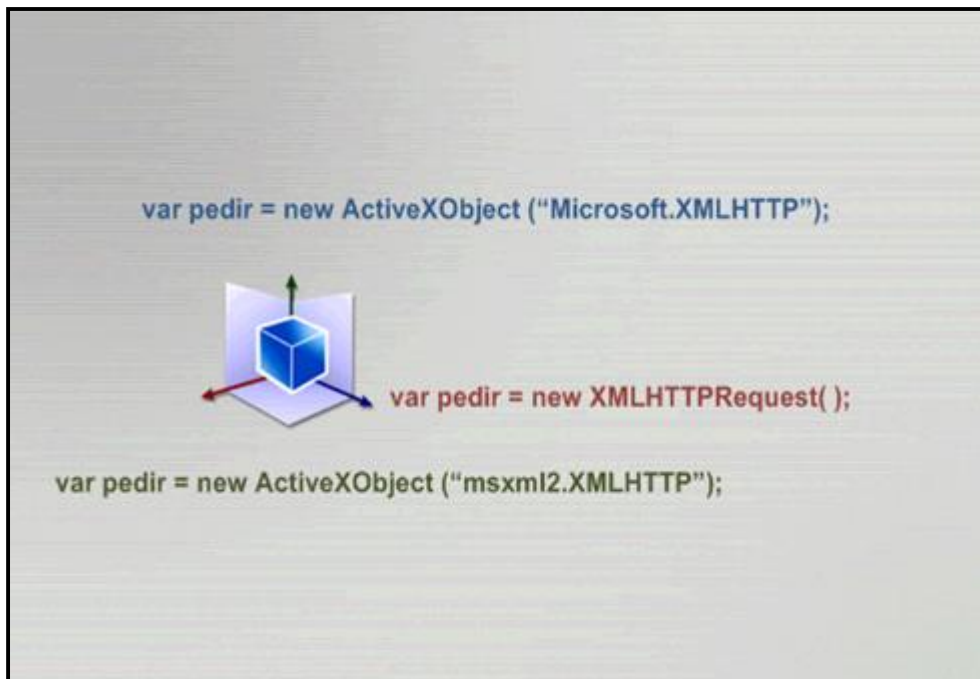 var pedir = new ActiveXObject (“Microsoft.XMLHTTP”);
var pedir = new XMLHTTPRequest( );
var pedir = new ActiveXObject (“msxml2.XMLHTTP”);